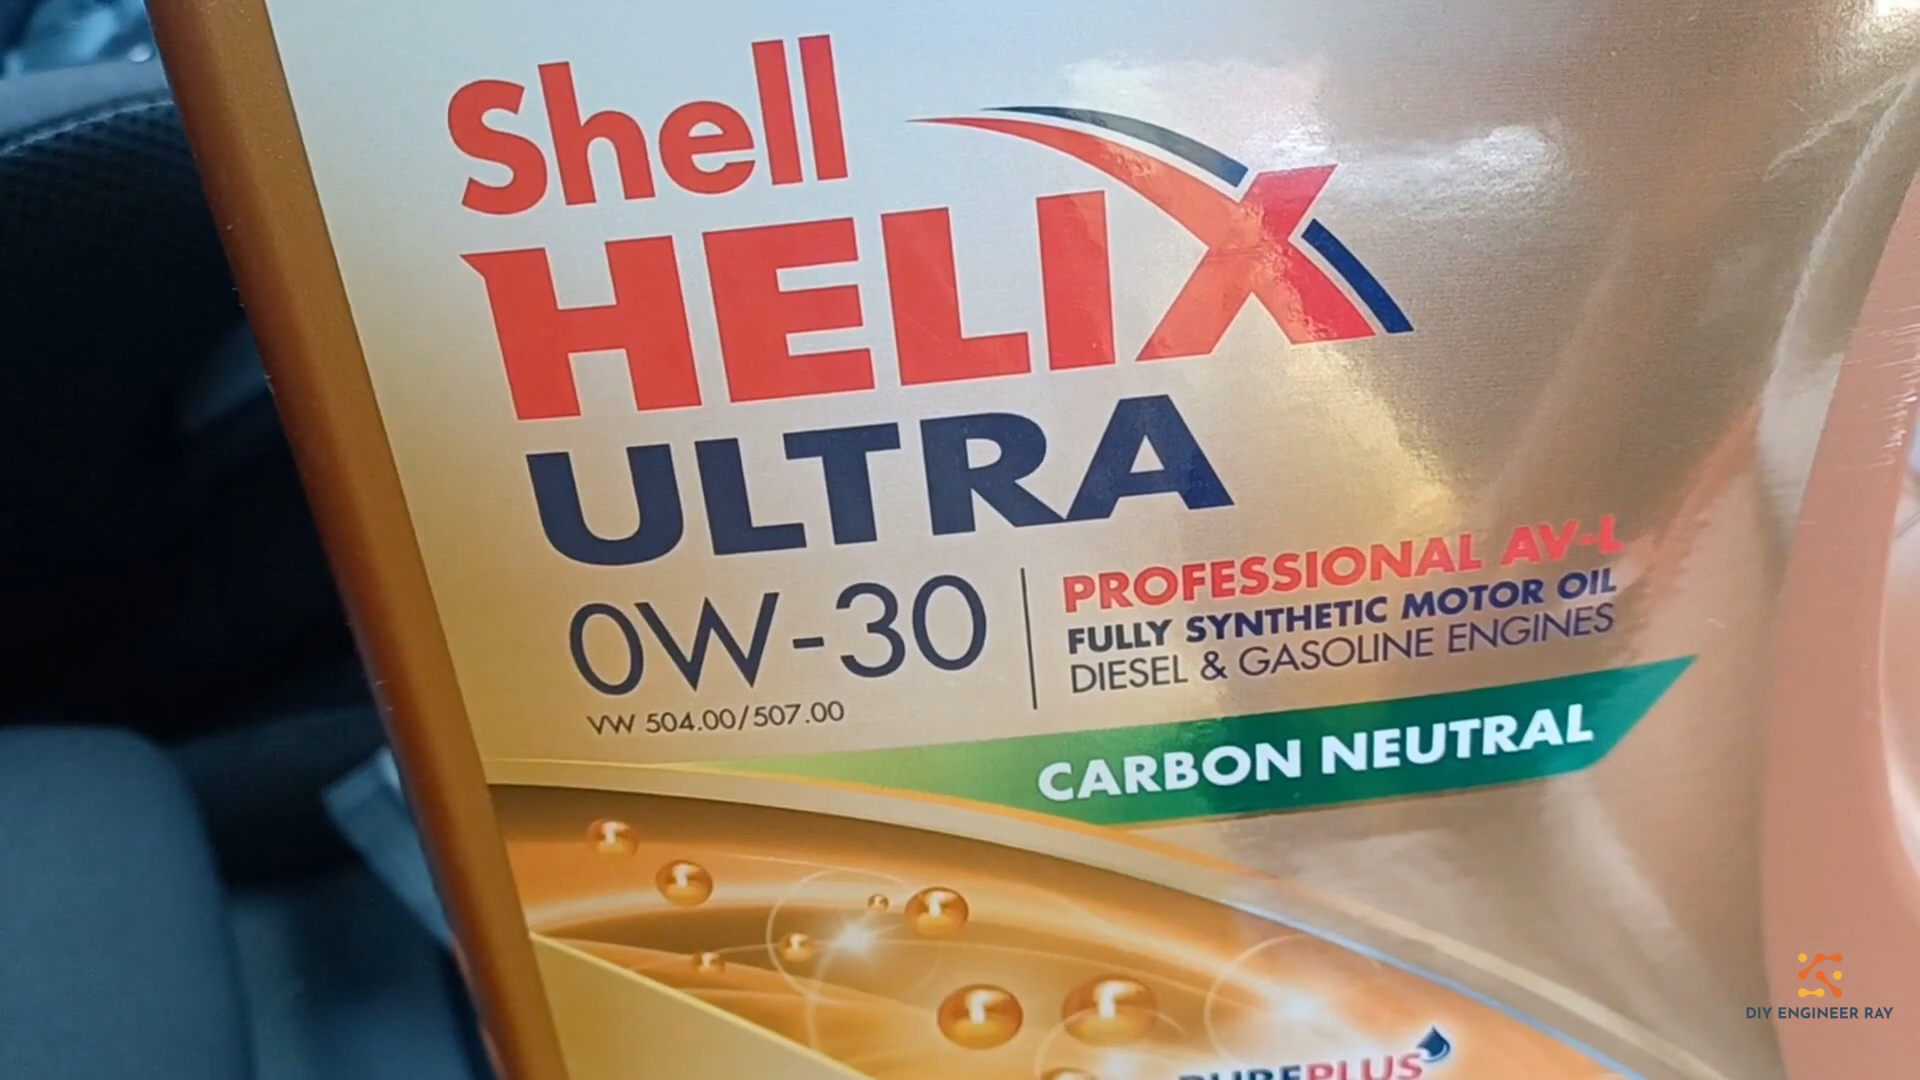 Shell
HELIX
ULTRA
0W-30
VW 504.00/507.00
PROFESSIONAL AV-L
FULLY SYNTHETIC MOTOR OIL
DIESEL & GASOLINE ENGINES
CARBON NEUTRAL
PUREPLUS
DIY ENGINEER RAY